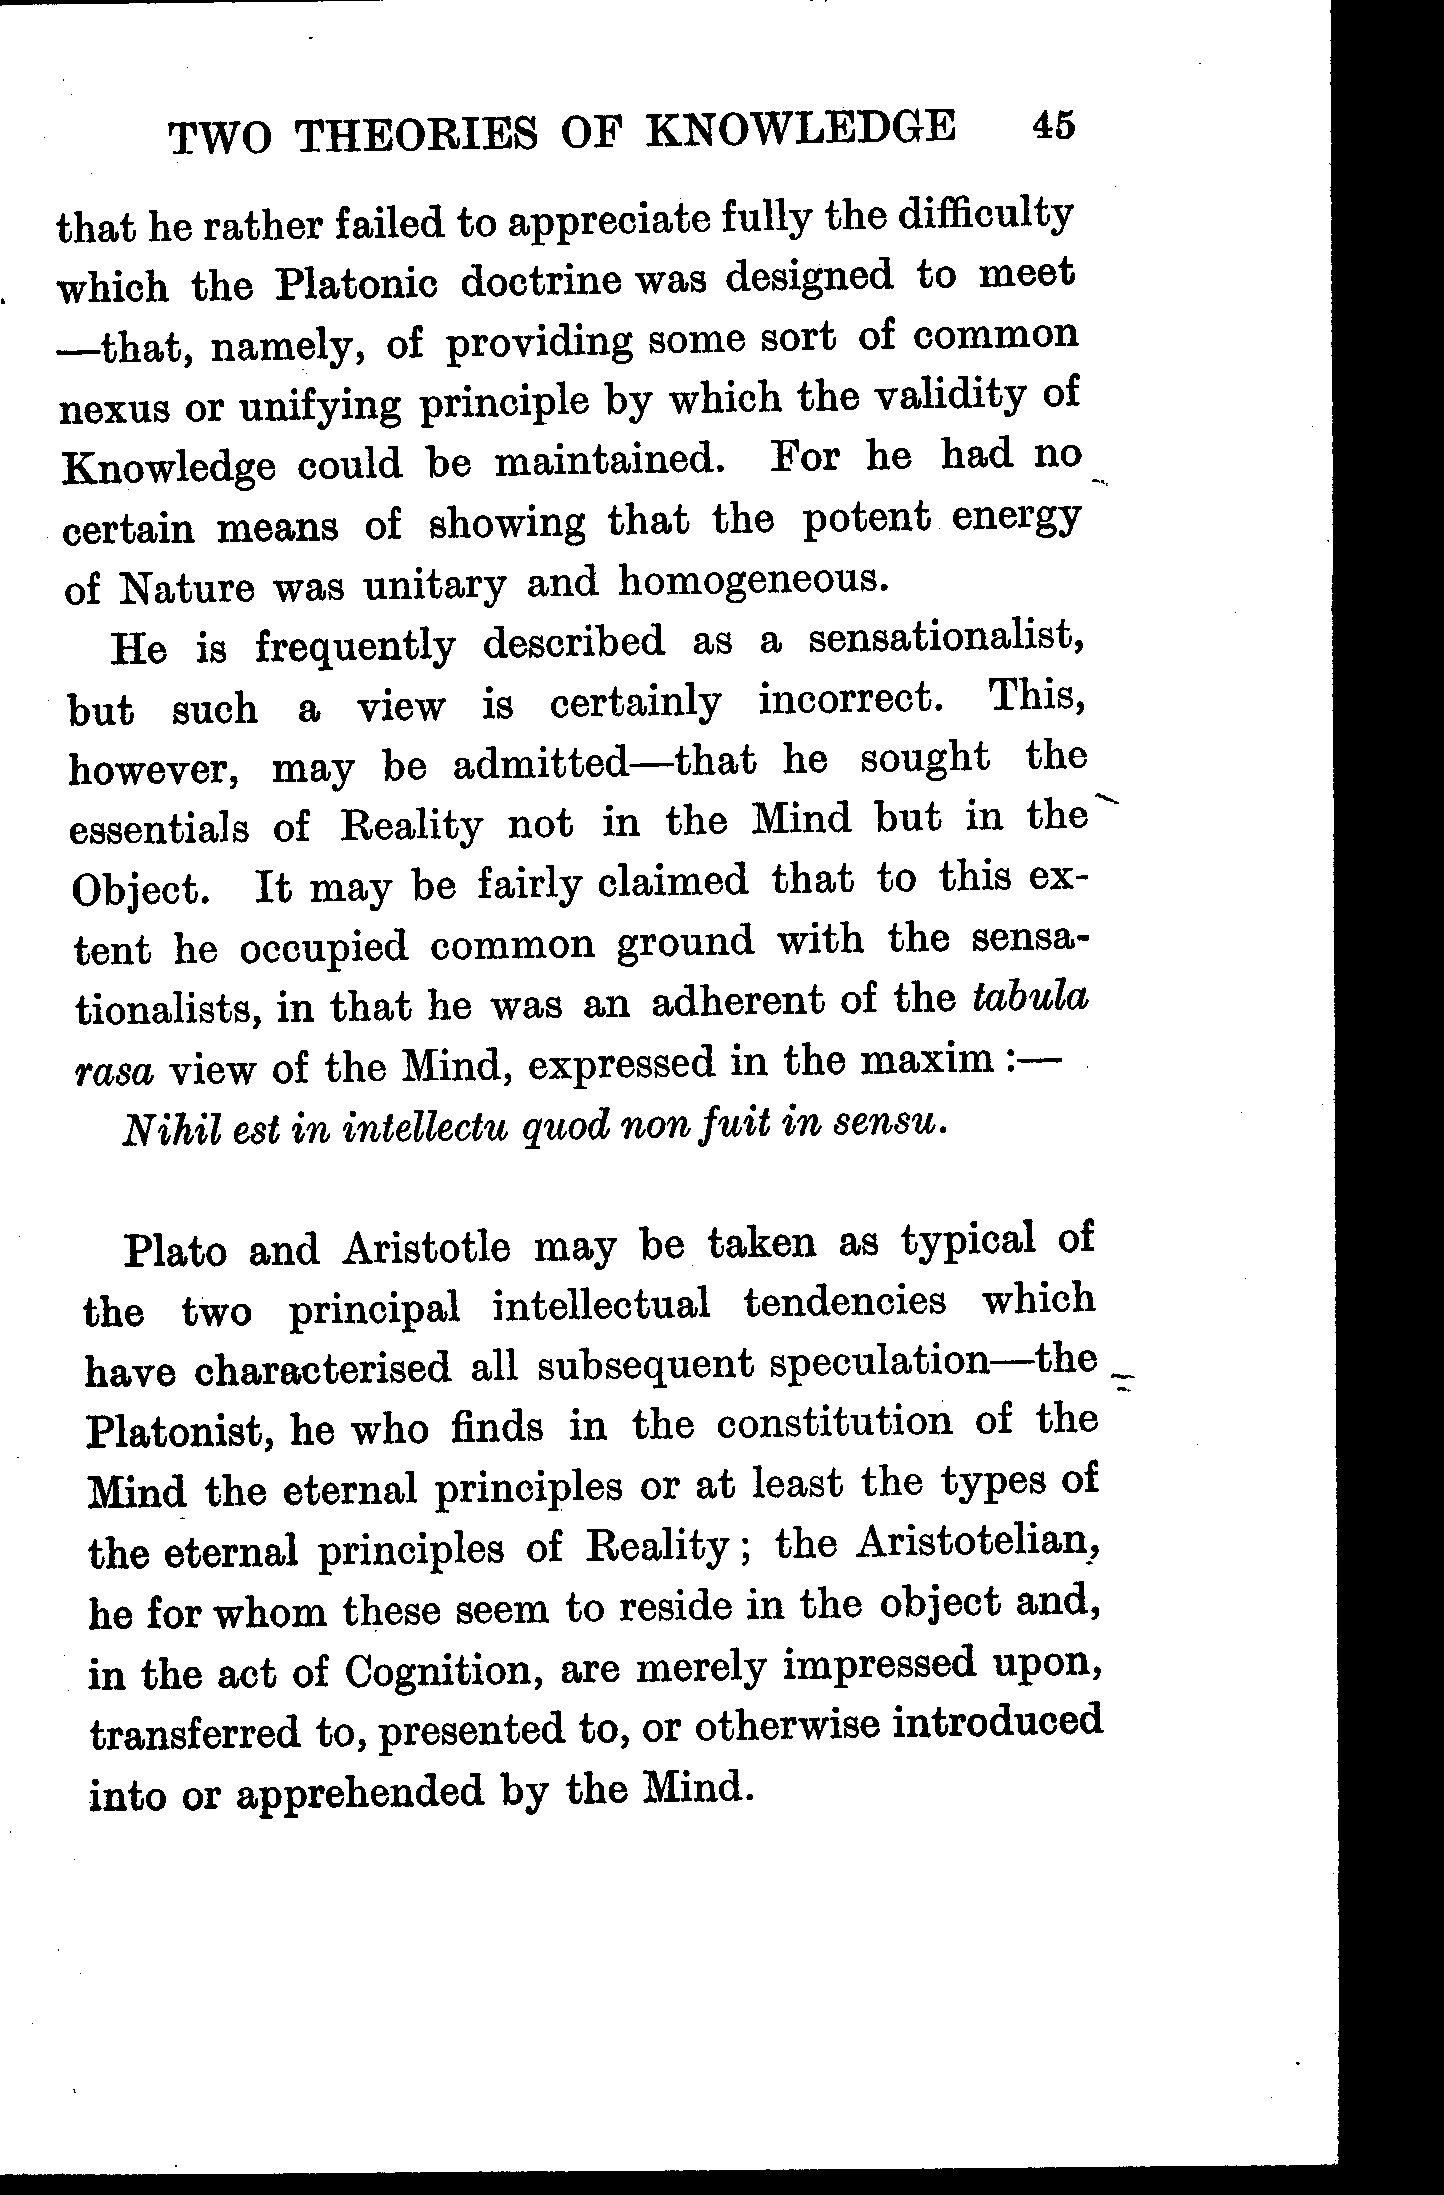 TWO THEORIES OF KNOWLEDGE 45
that he rather failed to appreciate fully the difficulty
which the Platonic doctrine was designed to meet
—that, namely, of providing some sort of common
nexus or unifying principle by which the validity of
Knowledge could be maintained. For he had no
certain means of showing that the potent energy
of Nature was unitary and homogeneous.
He is frequently described as a sensationalist,
but such a view is certainly incorrect. This,
however, may be admitted—that he sought the
essentials of Reality not in the Mind but in the
Object. It may be fairly claimed that to this ex-
tent he occupied common ground with the sensa-
tionalists, in that he was an adherent of the tabula
rasa view of the Mind, expressed in the maxim :—
Nihil est in intellectu quod non fuit in sensu.
Plato and Aristotle may be taken as typical of
the two principal intellectual tendencies which
have characterised all subsequent speculation—the
Platonist, he who finds in the constitution of the
Mind the eternal principles or at least the types of
the eternal principles of Reality ; the Aristotelian,
he for whom these seem to reside in the object and,
in the act of Cognition, are merely impressed upon,
transferred to, presented to, or otherwise introduced
into or apprehended by the Mind.